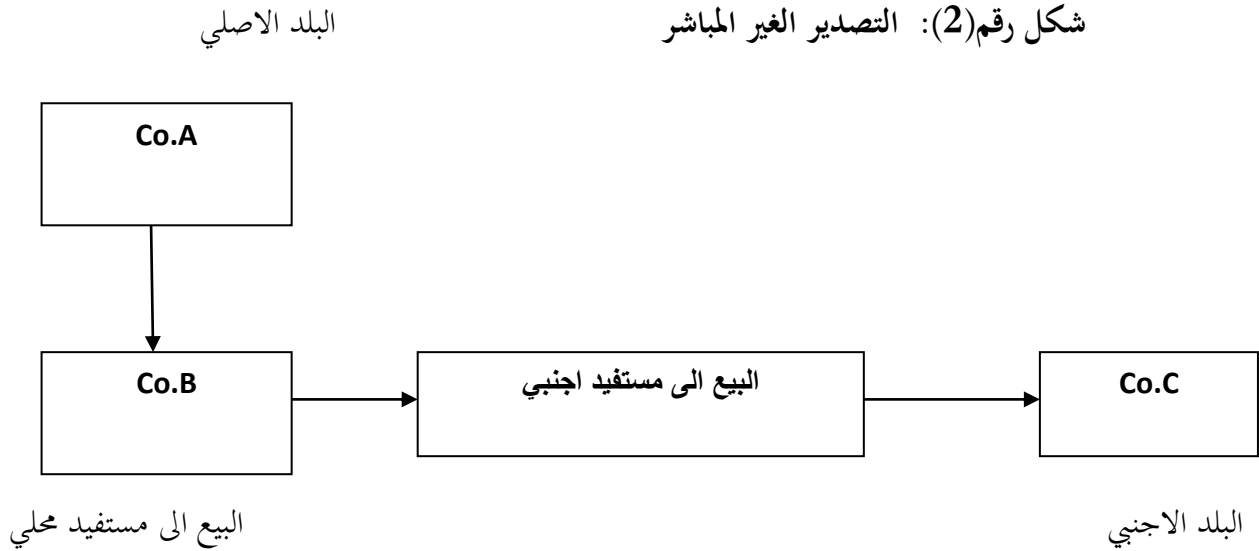 شكل رقم(2): التصدير الغير المباشر
البلد الاصلي
Co.A
Co.B
البيع الى مستفيد اجنبي
Co.C
البيع الى مستفيد محلي
البلد الاجنبي